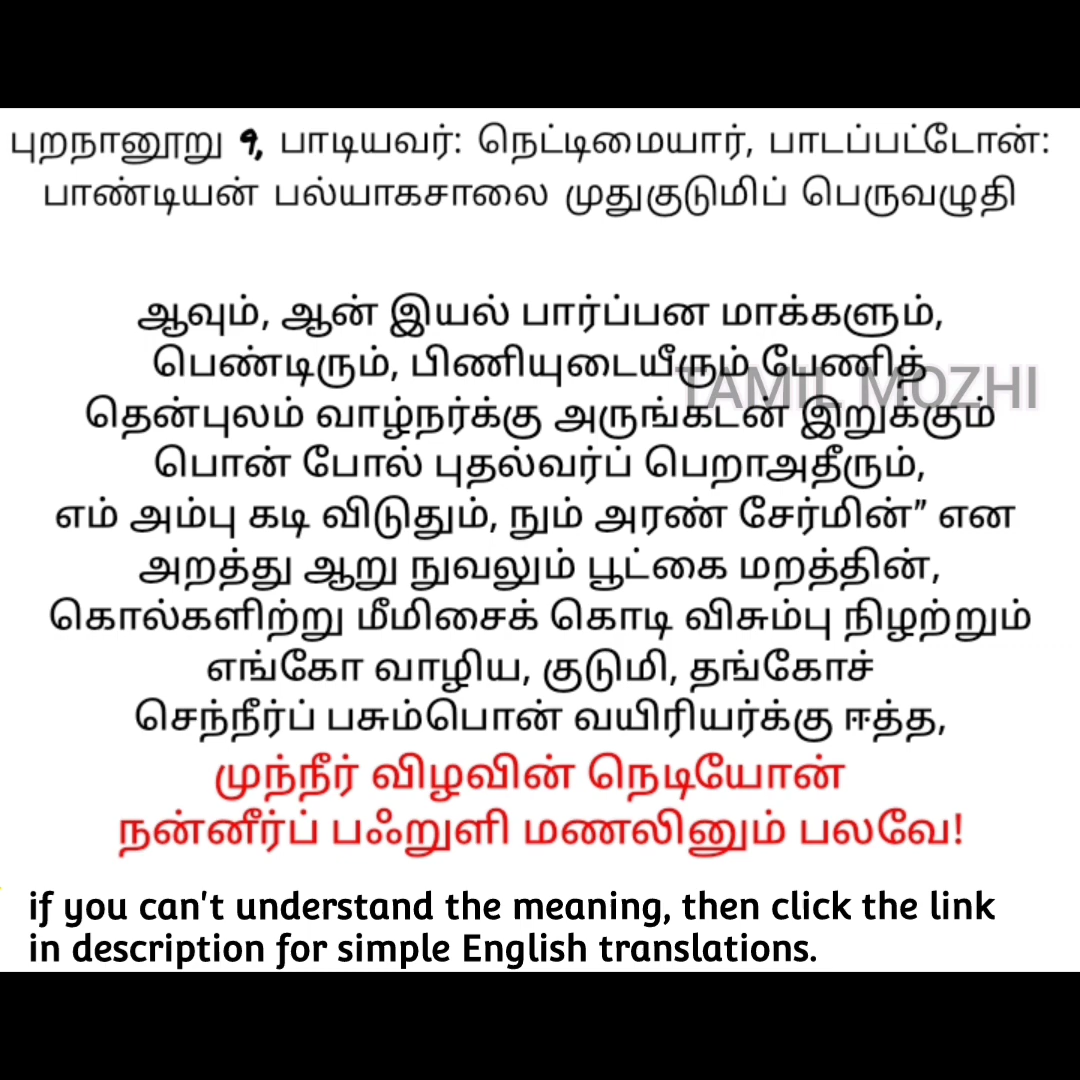 புறநானூறு 9, பாடியவர்: நெட்டிமையார், பாடப்பட்டோன்:
பாண்டியன் பல்யாகசாலை முதுகுடுமிப் பெருவழுதி
ஆவும், ஆன் இயல் பார்ப்பன மாக்களும்,
பெண்டிரும், பிணியுடையீரும் பேணித்
TAMIL MOZHI
தென்புலம் வாழ்நர்க்கு அருங்கடன் இறுக்கும்
பொன் போல் புதல்வர்ப் பெறாஅதீரும்,
எம் அம்பு கடி விடுதும், நும் அரண் சேர்மின்” என
அறத்து ஆறு நுவலும் பூட்கை மறத்தின்,
கொல்களிற்று மீமிசைக் கொடி விசும்பு நிழற்றும்
எங்கோ வாழிய, குடுமி, தங்கோச்
செந்நீர்ப் பசும்பொன் வயிரியர்க்கு ஈத்த,
முந்நீர் விழவின் நெடியோன்
நன்னீர்ப் பஃறுளி மணலினும் பலவே!
if you can't understand the meaning, then click the link
in description for simple English translations.